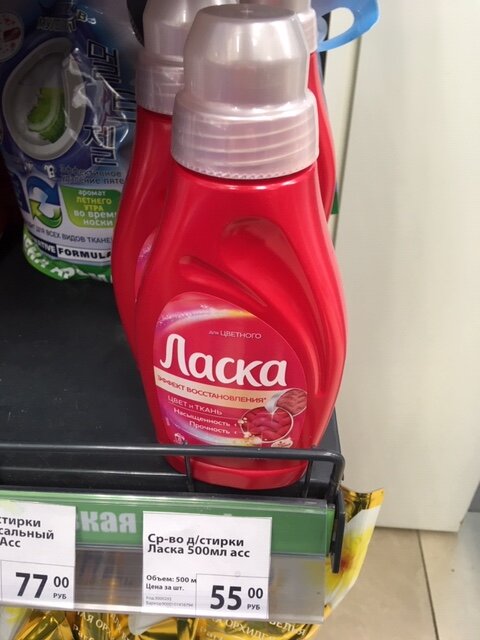 аромат
ЛЕТНЕГО
УТРА
во время
носки
для всех видов тканей
FORMULA
для ЦВЕТНОГО
Ласка
ЭФФЕКТ ВОССТАНОВЛЕНИЯ*
ЦВЕТ и ТКАНЬ
Насыщенность
Прочность
стирки
сальный
Асс
77 00
РУБ
кая
Ср-во д/стирки
Ласка 500мл асс
Объем: 500 м
Цена за шт.
55 00
РУБ